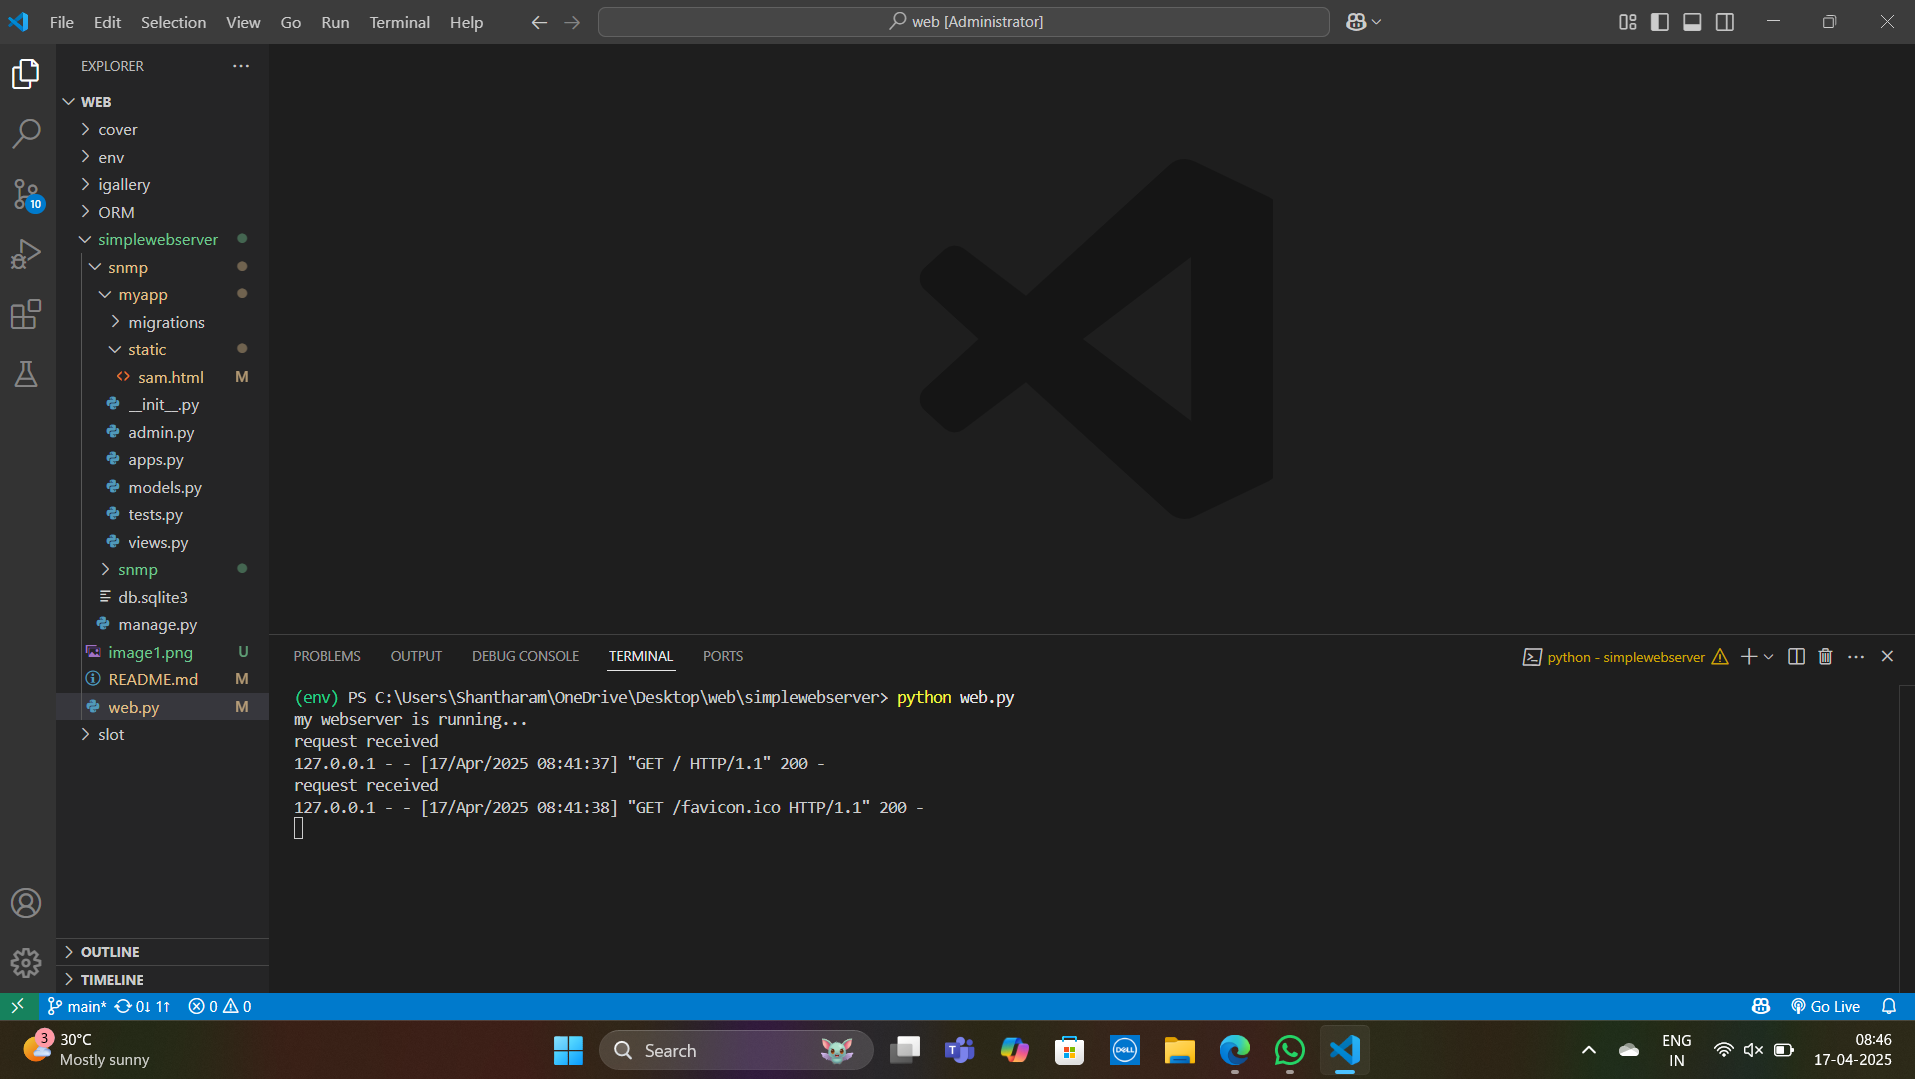 File Edit Selection View Go Run Terminal Help
web [Administrator]
EXPLORER
WEB
cover
env
igallery
10
ORM
simplewebserver
snmp
myapp
migrations
static
sam.html M
__init__.py
admin.py
apps.py
models.py
tests.py
views.py
snmp
db.sqlite3
manage.py
image1.png U
README.md M
web.py M
slot
OUTLINE
TIMELINE
PROBLEMS OUTPUT DEBUG CONSOLE TERMINAL PORTS
python - simplewebserver
(env) PS C:\Users\Shantharam\OneDrive\Desktop\web\simplewebserver> python web.py
my webserver is running...
request received
127.0.0.1 - - [17/Apr/2025 08:41:37] "GET / HTTP/1.1" 200 -
request received
127.0.0.1 - - [17/Apr/2025 08:41:38] "GET /favicon.ico HTTP/1.1" 200 -
main* 0↓ 1↑ 0 0
Go Live
3
30°C
Mostly sunny
Search
DELL
ENG
IN
08:46
17-04-2025